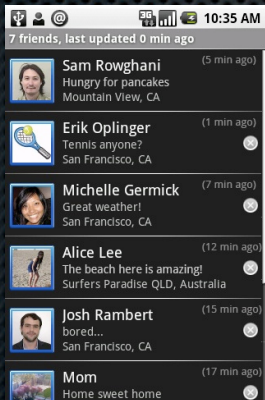 3G
10:35 AM
7 friends, last updated 0 min ago
Sam Rowghani
(5 min ago)
Hungry for pancakes
Mountain View, CA
(1 min ago)
Erik Oplinger
Tennis anyone?
San Francisco, CA
(7 min ago)
Michelle Germick
Great weather!
San Francisco, CA
(12 min ago)
Alice Lee
The beach here is amazing!
Surfers Paradise QLD, Australia
(15 min ago)
Josh Rambert
bored...
San Francisco, CA
(17 min ago)
Mom
Home sweet home